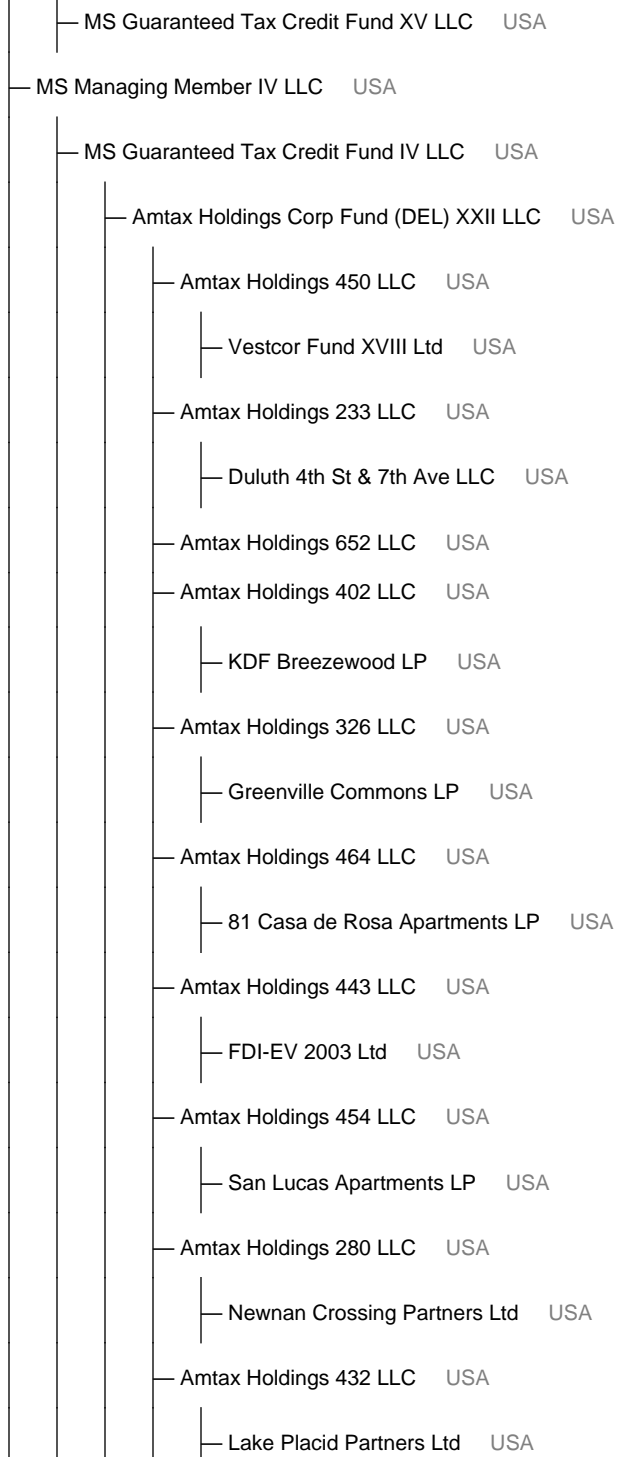 MS Guaranteed Tax Credit Fund XV LLC USA
MS Managing Member IV LLC USA
MS Guaranteed Tax Credit Fund IV LLC USA
Amtax Holdings Corp Fund (DEL) XXII LLC USA
Amtax Holdings 450 LLC USA
Vestcor Fund XVIII Ltd USA
Amtax Holdings 233 LLC USA
Duluth 4th St & 7th Ave LLC USA
Amtax Holdings 652 LLC USA
Amtax Holdings 402 LLC USA
KDF Breezewood LP USA
Amtax Holdings 326 LLC USA
Greenville Commons LP USA
Amtax Holdings 464 LLC USA
81 Casa de Rosa Apartments LP USA
Amtax Holdings 443 LLC USA
FDI-EV 2003 Ltd USA
Amtax Holdings 454 LLC USA
San Lucas Apartments LP USA
Amtax Holdings 280 LLC USA
Newnan Crossing Partners Ltd USA
Amtax Holdings 432 LLC USA
Lake Placid Partners Ltd USA